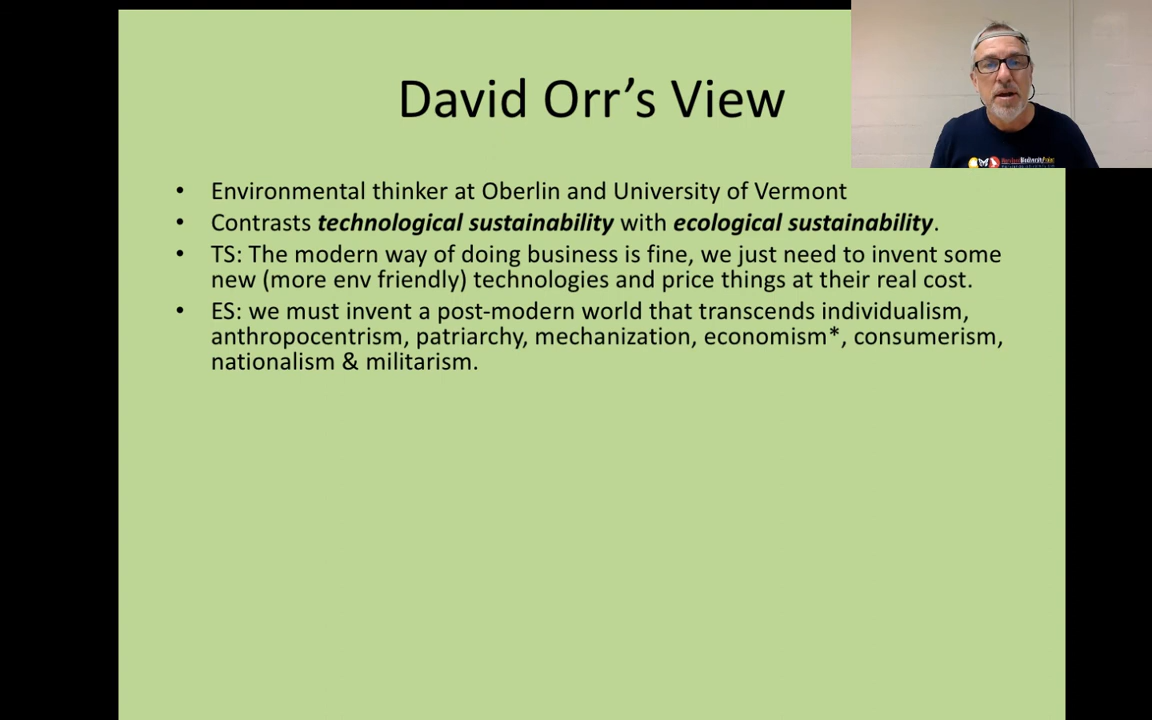 David Orr's View
• Environmental thinker at Oberlin and University of Vermont
• Contrasts technological sustainability with ecological sustainability.
• TS: The modern way of doing business is fine, we just need to invent some
new (more env friendly) technologies and price things at their real cost.
• ES: we must invent a post-modern world that transcends individualism,
anthropocentrism, patriarchy, mechanization, economism*, consumerism,
nationalism & militarism.